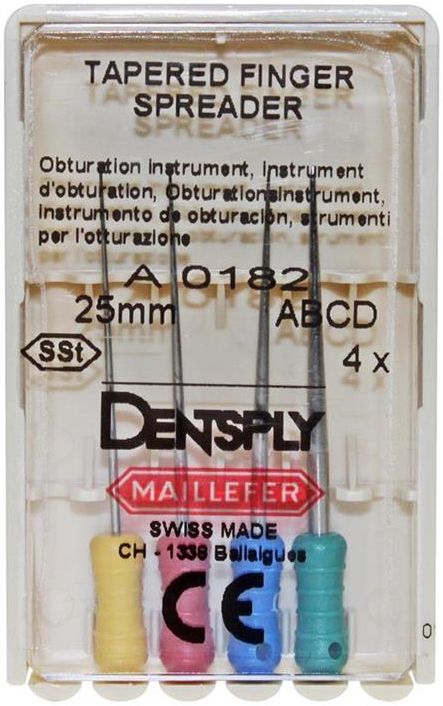 TAPERED FINGER
SPREADER
Obturation instrument, Instrument
d'obturation, Obturationsinstrument,
instrumento de obturación, strumenti
per l'otturazione
A 0182
25mm ABCD
SSt 4 x
DENTSPLY
MAILLEFER
SWISS MADE
CH - 1338 Ballaigues
CE